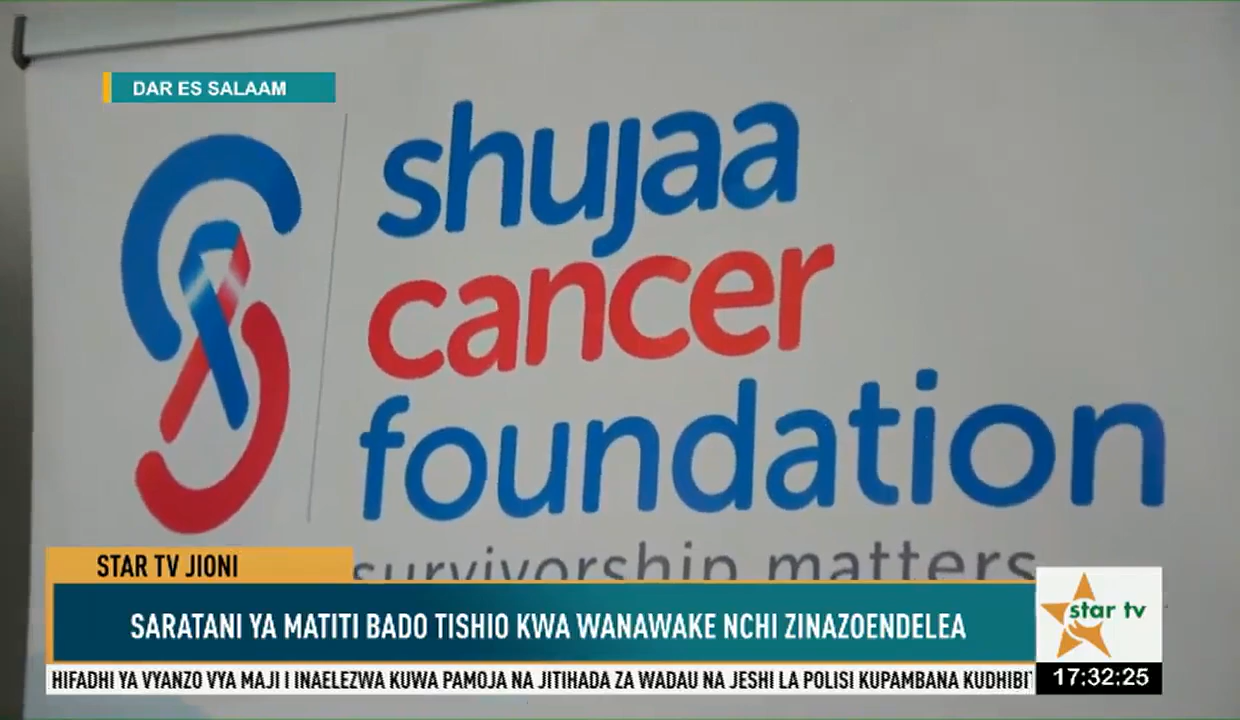 DAR ES SALAAM
shujaa
cancer
foundation
survivorship matters
STAR TV JIONI
SARATANI YA MATITI BADO TISHIO KWA WANAWAKE NCHI ZINAZOENDELEA
star tv
HIFADHI YA VYANZO VYA MAJI I INAELEZWA KUWA PAMOJA NA JITIHADA ZA WADAU NA JESHI LA POLISI KUPAMBANA KUDHIBI
17:32:25